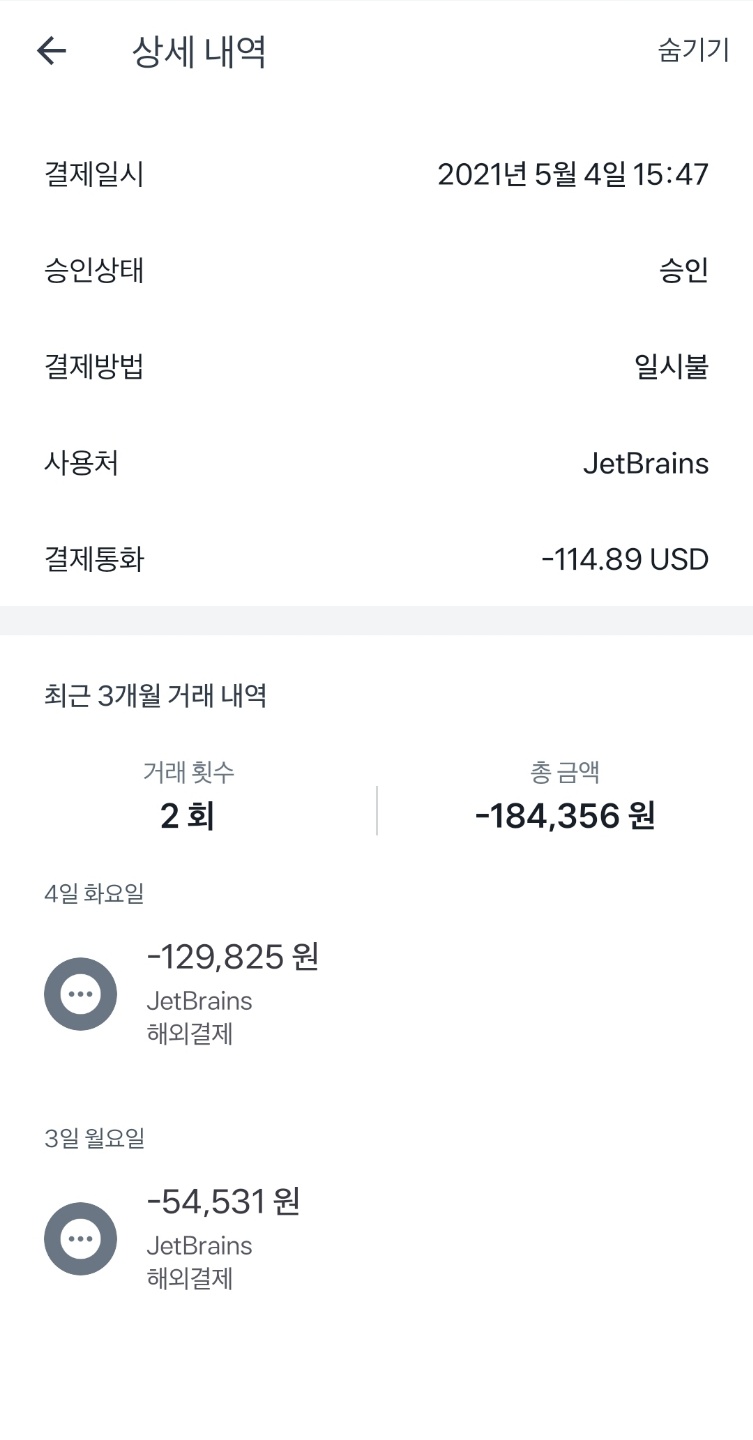 상세 내역 숨기기
결제일시 2021년 5월 4일 15:47
승인상태 승인
결제방법 일시불
사용처 JetBrains
결제통화 -114.89 USD
최근 3개월 거래 내역
거래 횟수 총 금액
2 회 -184,356 원
4일 화요일
-129,825 원
JetBrains
해외결제
3일 월요일
-54,531 원
JetBrains
해외결제